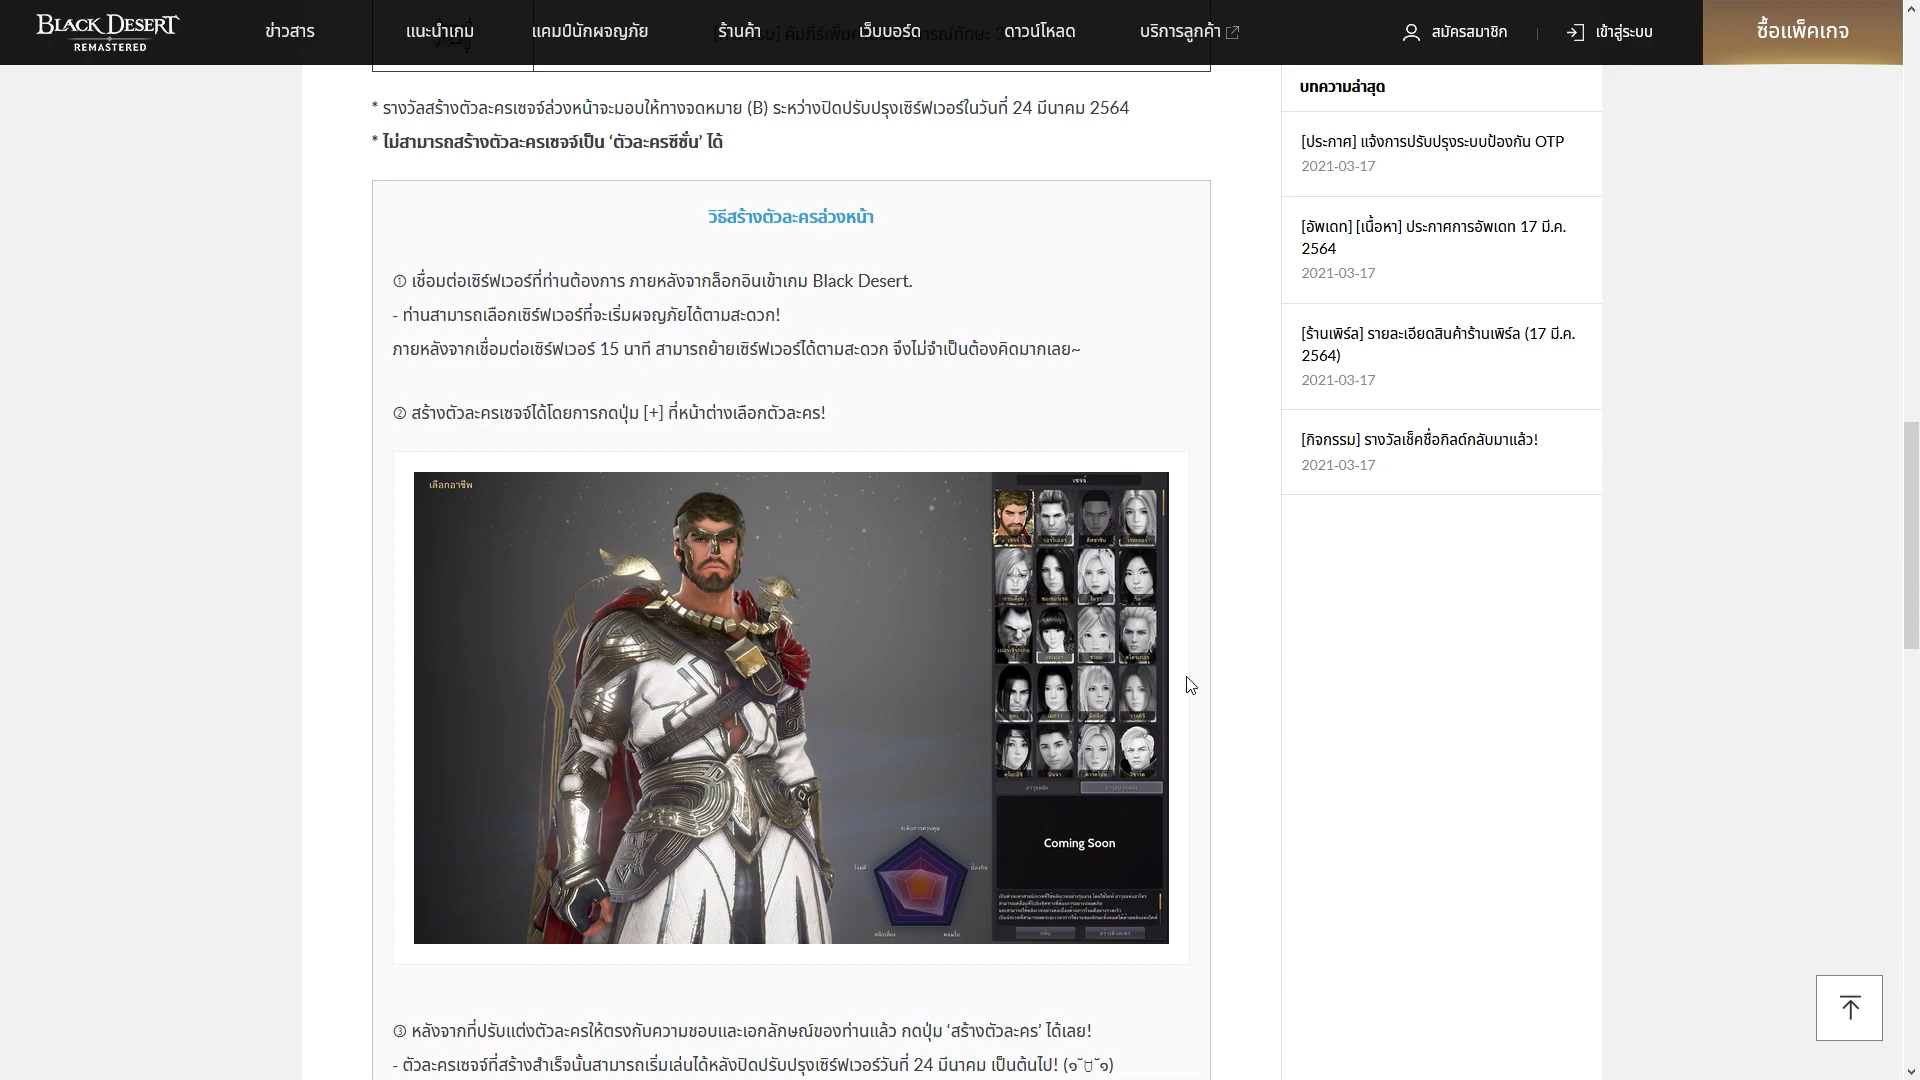 BLACK DESERT
REMASTERED
ข่าวสาร
แนะนำเกม
แคมป์นักผจญภัย
ร้านค้า
เว็บบอร์ด
ดาวน์โหลด
บริการลูกค้า
สมัครสมาชิก
เข้าสู่ระบบ
ซื้อแพ็คเกจ
* รางวัลสร้างตัวละครเซจจ์ล่วงหน้าจะมอบให้ทางจดหมาย (B) ระหว่างปิดปรับปรุงเซิร์ฟเวอร์ในวันที่ 24 มีนาคม 2564
* ไม่สามารถสร้างตัวละครเซจจ์เป็น ‘ตัวละครซีซั่น’ ได้
วิธีสร้างตัวละครล่วงหน้า
① เชื่อมต่อเซิร์ฟเวอร์ที่ท่านต้องการ ภายหลังจากล็อกอินเข้าเกม Black Desert.
- ท่านสามารถเลือกเซิร์ฟเวอร์ที่จะเริ่มผจญภัยได้ตามสะดวก!
ภายหลังจากเชื่อมต่อเซิร์ฟเวอร์ 15 นาที สามารถย้ายเซิร์ฟเวอร์ได้ตามสะดวก จึงไม่จำเป็นต้องคิดมากเลย~
② สร้างตัวละครเซจจ์ได้โดยการกดปุ่ม [+] ที่หน้าต่างเลือกตัวละคร!
เลือกอาชีพ
เซจจ์
Coming Soon
③ หลังจากที่ปรับแต่งตัวละครให้ตรงกับความชอบและเอกลักษณ์ของท่านแล้ว กดปุ่ม ‘สร้างตัวละคร’ ได้เลย!
- ตัวละครเซจจ์ที่สร้างสำเร็จนั้นสามารถเริ่มเล่นได้หลังปิดปรับปรุงเซิร์ฟเวอร์วันที่ 24 มีนาคม เป็นต้นไป! (๑˘ꇴ˘๑)
บทความล่าสุด
[ประกาศ] แจ้งการปรับปรุงระบบป้องกัน OTP
2021-03-17
[อัพเดท] [เนื้อหา] ประกาศการอัพเดท 17 มี.ค.
2564
2021-03-17
[ร้านเพิร์ล] รายละเอียดสินค้าร้านเพิร์ล (17 มี.ค.
2564)
2021-03-17
[กิจกรรม] รางวัลเช็คชื่อกิลด์กลับมาแล้ว!
2021-03-17